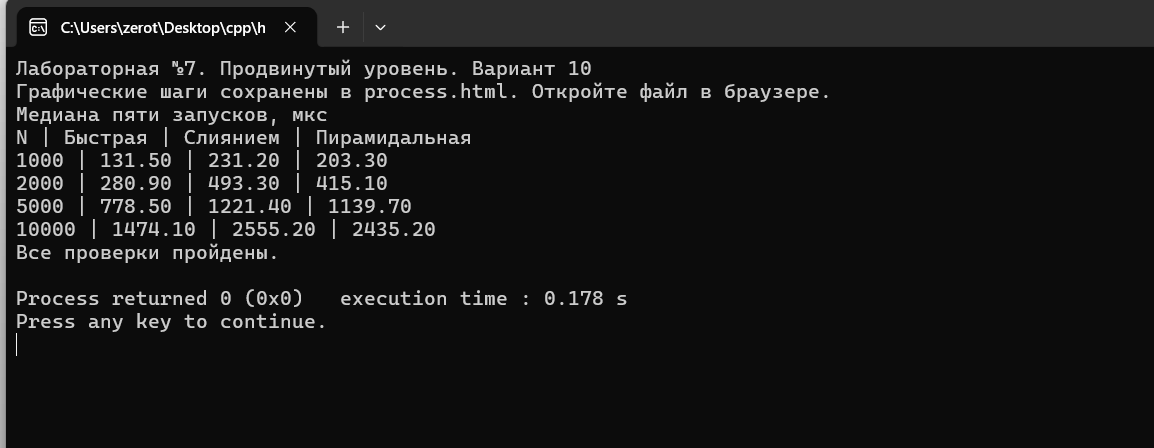 C:\Users\zerot\Desktop\cpp\h
Лабораторная №7. Продвинутый уровень. Вариант 10
Графические шаги сохранены в process.html. Откройте файл в браузере.
Медиана пяти запусков, мкс
N | Быстрая | Слиянием | Пирамидальная
1000 | 131.50 | 231.20 | 203.30
2000 | 280.90 | 493.30 | 415.10
5000 | 778.50 | 1221.40 | 1139.70
10000 | 1474.10 | 2555.20 | 2435.20
Все проверки пройдены.
Process returned 0 (0x0)   execution time : 0.178 s
Press any key to continue.